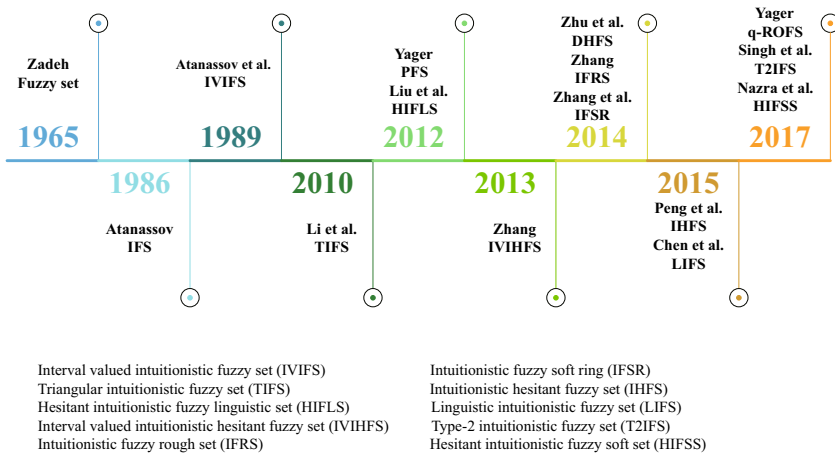 Zadeh
Fuzzy set
1965
Atanassov
IFS
1986
Atanassov et al.
IVIFS
1989
Li et al.
TIFS
2010
Yager
PFS
Liu et al.
HIFLS
2012
Zhang
IVIHFS
2013
Zhu et al.
DHFS
Zhang
IFRS
Zhang et al.
IFSR
2014
Peng et al.
IHFS
Chen et al.
LIFS
2015
Yager
q-ROFS
Singh et al.
T2IFS
Nazra et al.
HIFSS
2017
Interval valued intuitionistic fuzzy set (IVIFS)
Triangular intuitionistic fuzzy set (TIFS)
Hesitant intuitionistic fuzzy linguistic set (HIFLS)
Interval valued intuitionistic hesitant fuzzy set (IVIHFS)
Intuitionistic fuzzy rough set (IFRS)
Intuitionistic fuzzy soft ring (IFSR)
Intuitionistic hesitant fuzzy set (IHFS)
Linguistic intuitionistic fuzzy set (LIFS)
Type-2 intuitionistic fuzzy set (T2IFS)
Hesitant intuitionistic fuzzy soft set (HIFSS)